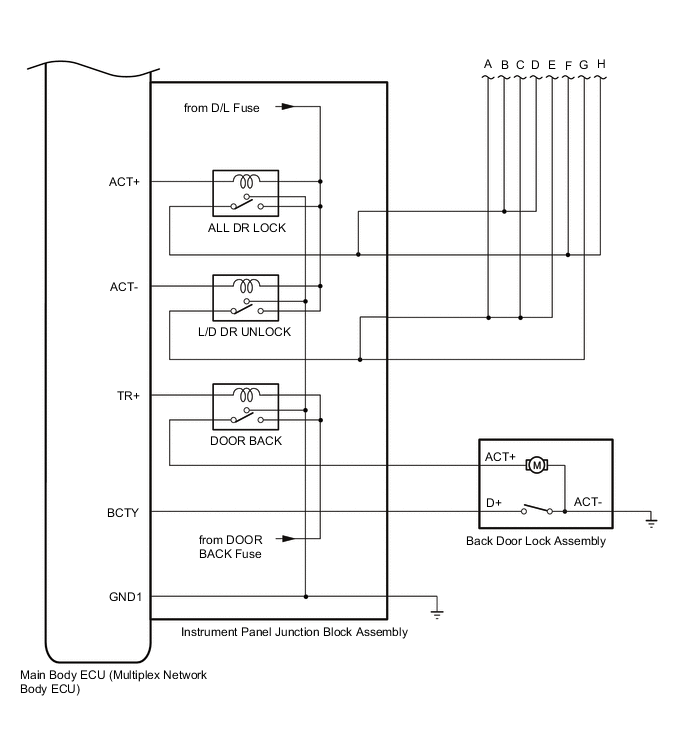 A B C D E F G H
from D/L Fuse
ACT+
ALL DR LOCK
ACT-
L/D DR UNLOCK
TR+
DOOR BACK
ACT+
M
D+
ACT-
BCTY
Back Door Lock Assembly
from DOOR
BACK Fuse
GND1
Instrument Panel Junction Block Assembly
Main Body ECU (Multiplex Network
Body ECU)